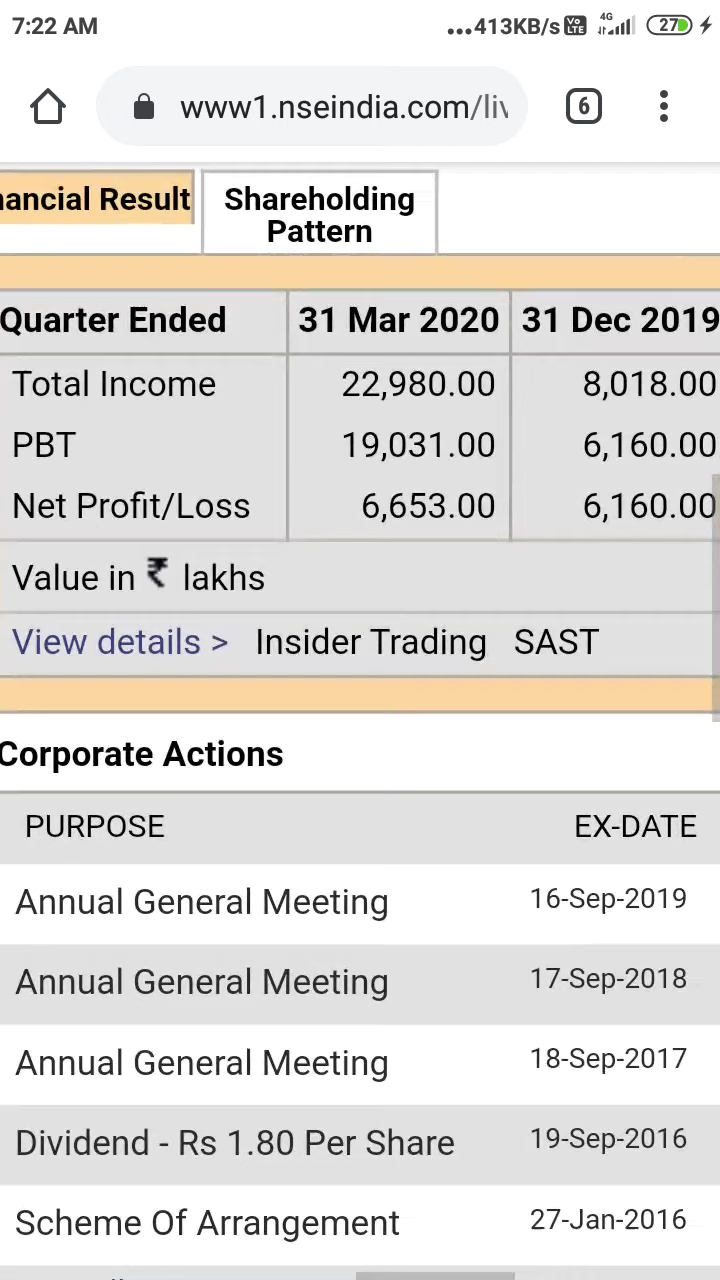 7:22 AM ...413KB/s Vo LTE 4G 27
www1.nseindia.com/liv 6
nancial Result Shareholding
Pattern
Quarter Ended 31 Mar 2020 31 Dec 2019
Total Income 22,980.00 8,018.00
PBT 19,031.00 6,160.00
Net Profit/Loss 6,653.00 6,160.00
Value in ₹ lakhs
View details > Insider Trading SAST
Corporate Actions
PURPOSE EX-DATE
Annual General Meeting 16-Sep-2019
Annual General Meeting 17-Sep-2018
Annual General Meeting 18-Sep-2017
Dividend - Rs 1.80 Per Share 19-Sep-2016
Scheme Of Arrangement 27-Jan-2016